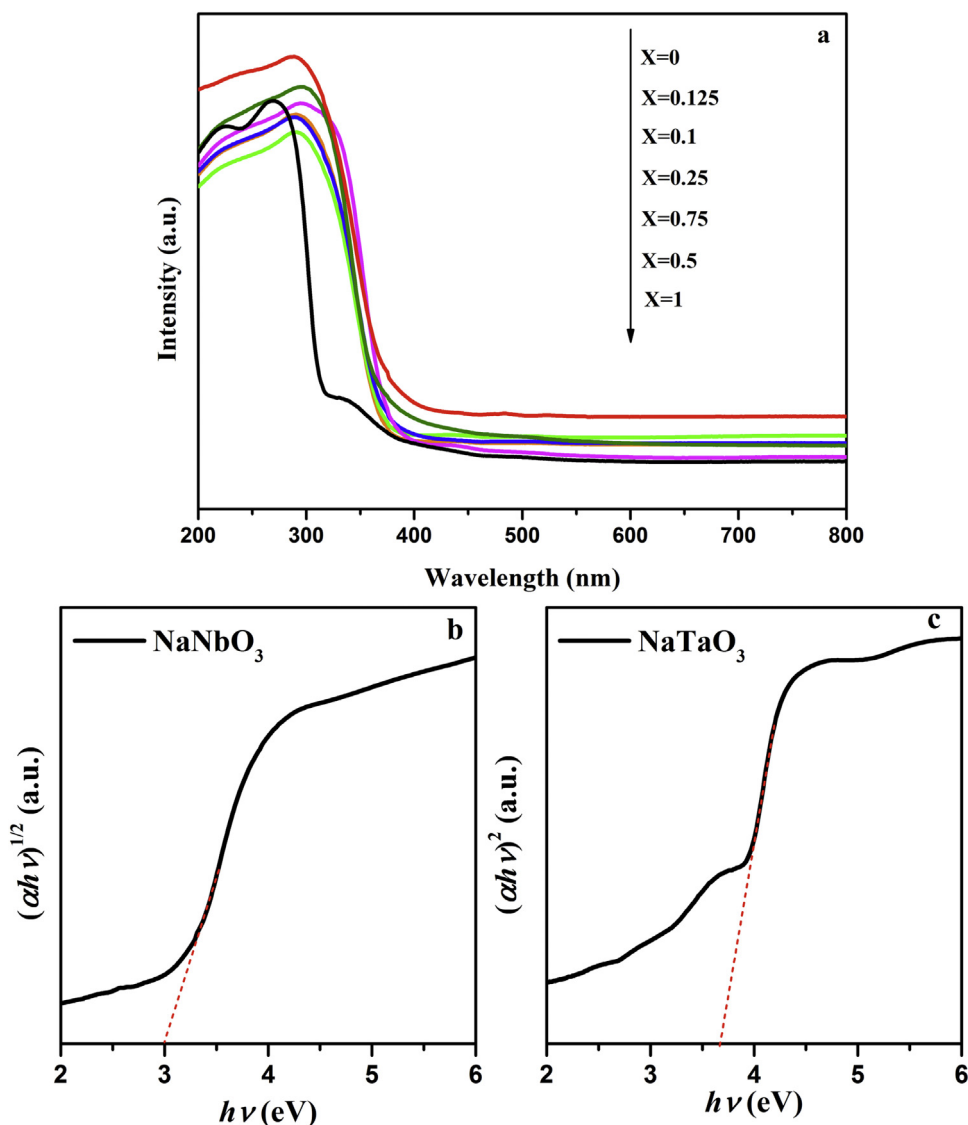 a
X=0
X=0.125
X=0.1
X=0.25
X=0.75
X=0.5
X=1
Intensity (a.u.)
200 300 400 500 600 700 800
Wavelength (nm)
NaNbO₃ b
(αhν)^1/2 (a.u.)
2 3 4 5 6
hν (eV)
NaTaO₃ c
(αhν)² (a.u.)
2 3 4 5 6
hν (eV)